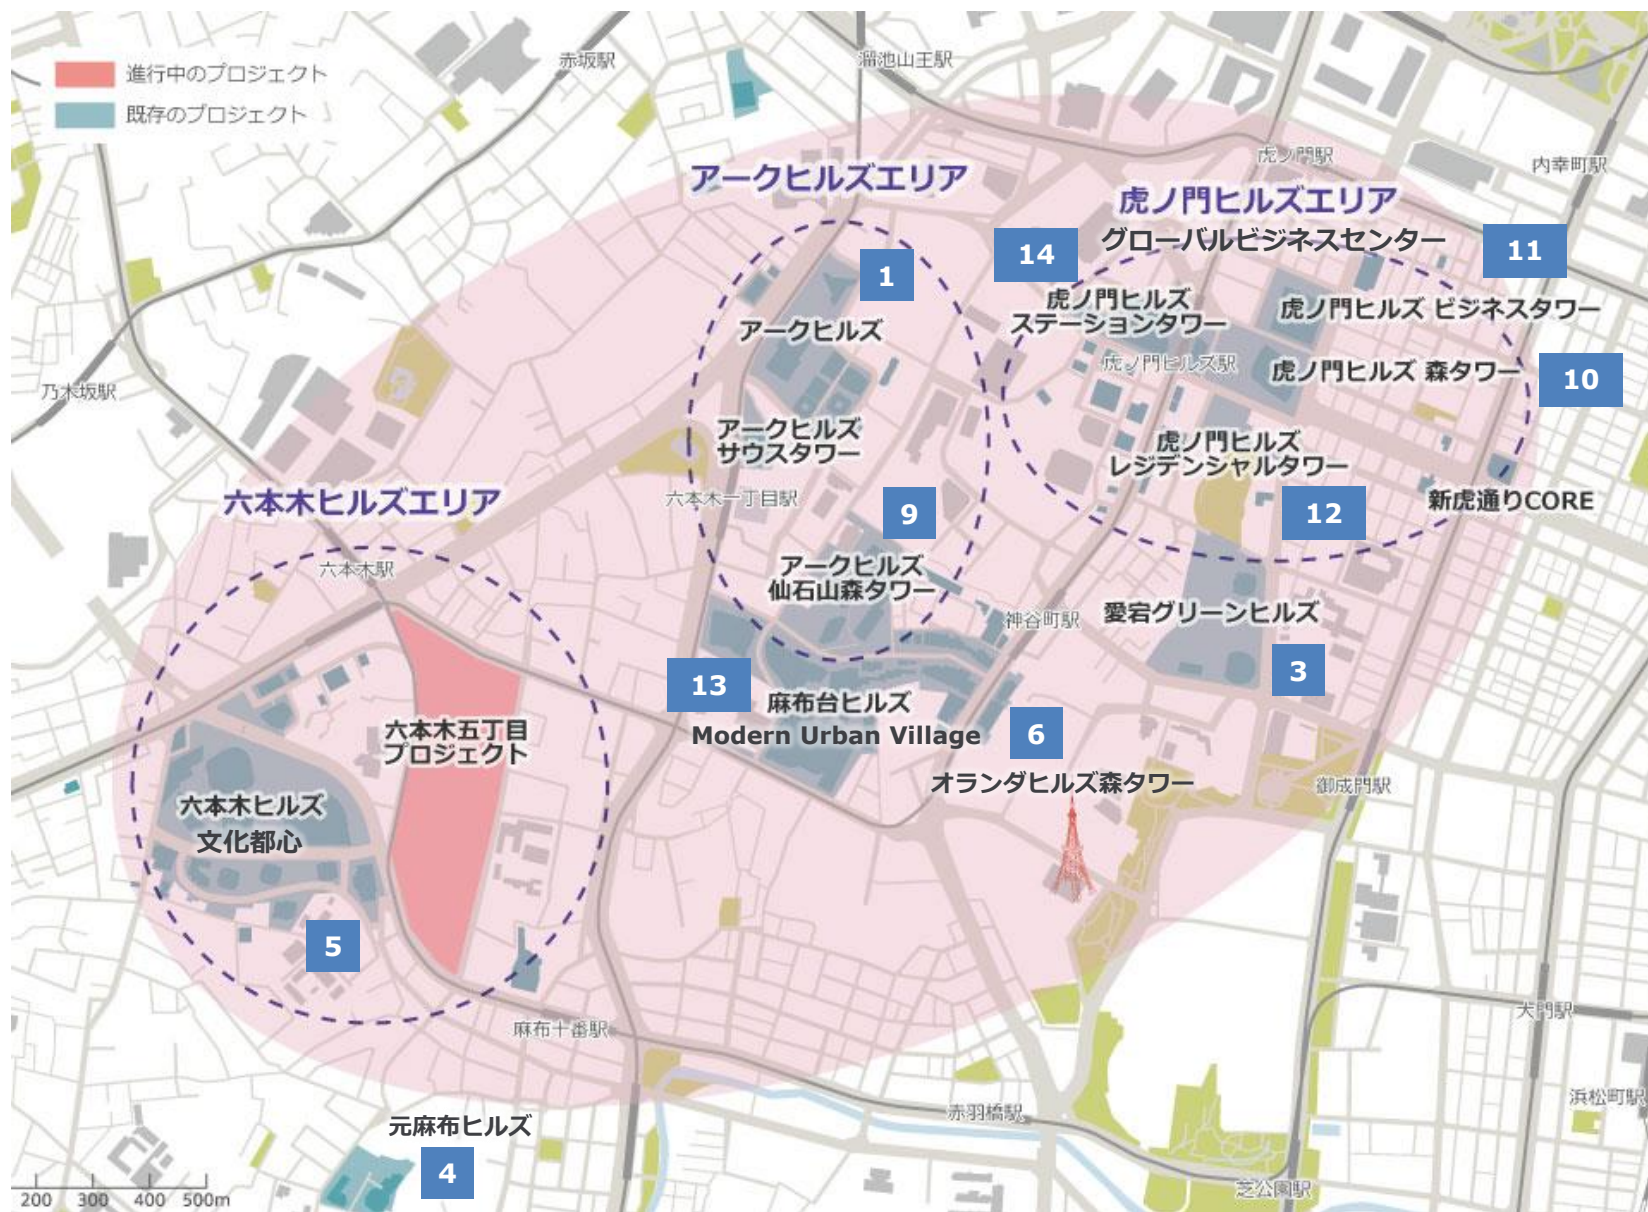 進行中のプロジェクト
既存のプロジェクト
赤坂駅
溜池山王駅
虎ノ門駅
内幸町駅
アークヒルズエリア
虎ノ門ヒルズエリア
グローバルビジネスセンター
14
11
1
虎ノ門ヒルズ
ステーションタワー
虎ノ門ヒルズ ビジネスタワー
アークヒルズ
虎ノ門ヒルズ駅
虎ノ門ヒルズ 森タワー
10
乃木坂駅
アークヒルズ
サウスタワー
虎ノ門ヒルズ
レジデンシャルタワー
六本木ヒルズエリア
六本木一丁目駅
9
12
新虎通りCORE
六本木駅
アークヒルズ
仙石山森タワー
神谷町駅
愛宕グリーンヒルズ
3
13
麻布台ヒルズ
Modern Urban Village
6
六本木五丁目
プロジェクト
オランダヒルズ森タワー
御成門駅
六本木ヒルズ
文化都心
5
麻布十番駅
大門駅
浜松町駅
赤羽橋駅
元麻布ヒルズ
4
芝公園駅
200 300 400 500m